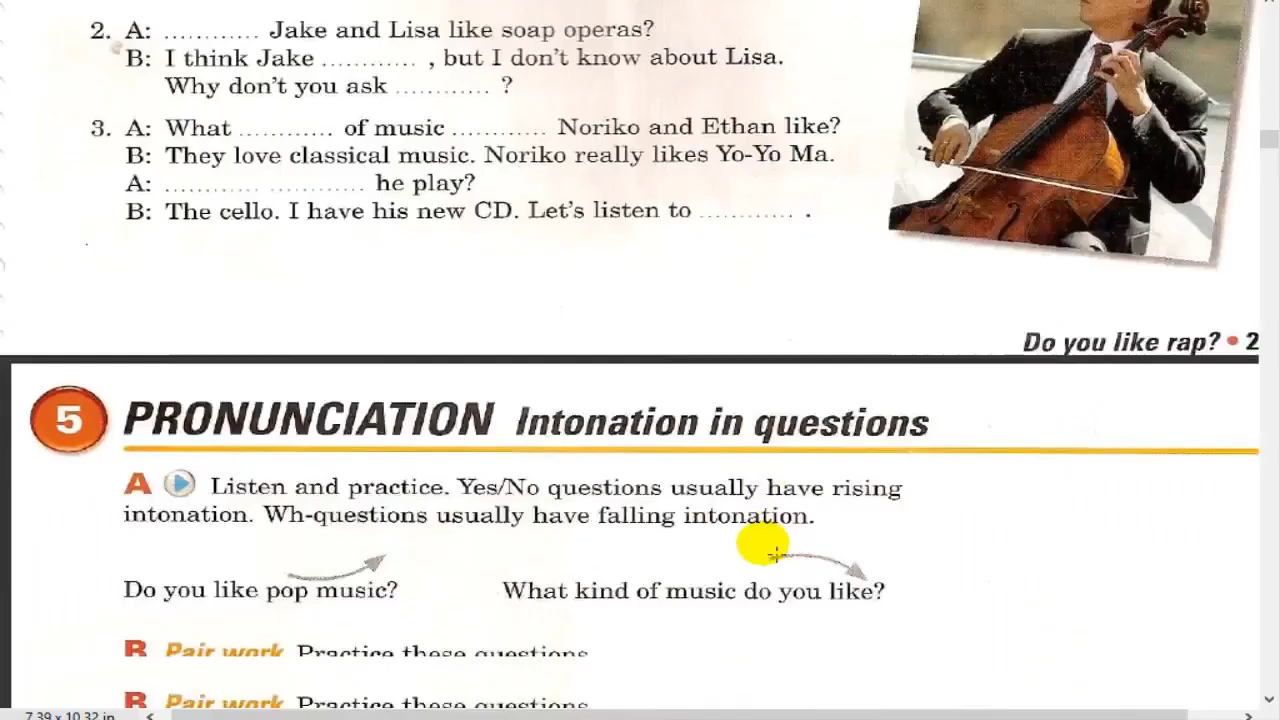 2. A: ............ Jake and Lisa like soap operas?
B: I think Jake ............ , but I don't know about Lisa.
Why don't you ask ............ ?
3. A: What ............ of music ............ Noriko and Ethan like?
B: They love classical music. Noriko really likes Yo-Yo Ma.
A: ............ ............ he play?
B: The cello. I have his new CD. Let's listen to ............ .
Do you like rap? • 2
5 PRONUNCIATION Intonation in questions
A Listen and practice. Yes/No questions usually have rising
intonation. Wh-questions usually have falling intonation.
Do you like pop music? What kind of music do you like?
B Pair work Practice these questions
B Pair work Practice these questions
7.39 x 10.32 in